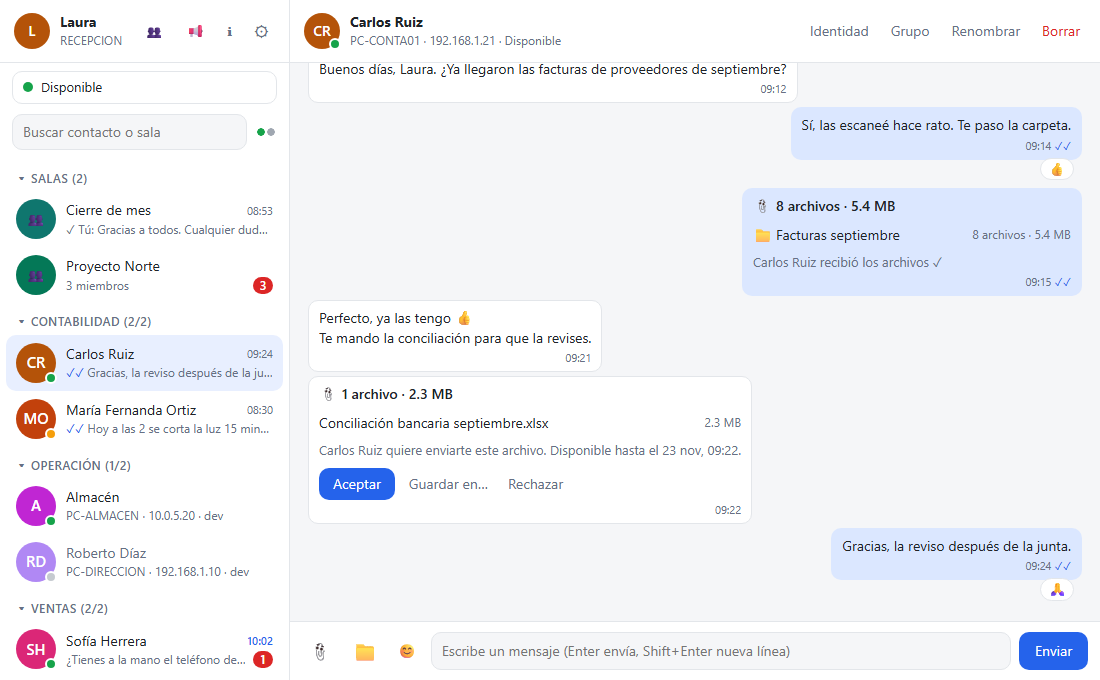 L
Laura
RECEPCION
Disponible
Buscar contacto o sala
SALAS (2)
Cierre de mes
08:53
✓ Tú: Gracias a todos. Cualquier dud...
Proyecto Norte
3 miembros
3
CONTABILIDAD (2/2)
CR
Carlos Ruiz
09:24
✓✓ Gracias, la reviso después de la ju...
MO
María Fernanda Ortiz
08:30
✓✓ Hoy a las 2 se corta la luz 15 min...
OPERACIÓN (1/2)
A
Almacén
PC-ALMACEN · 10.0.5.20 · dev
RD
Roberto Díaz
PC-DIRECCION · 192.168.1.10 · dev
VENTAS (2/2)
SH
Sofía Herrera
10:02
¿Tienes a la mano el teléfono de...
1
CR
Carlos Ruiz
PC-CONTA01 · 192.168.1.21 · Disponible
Identidad
Grupo
Renombrar
Borrar
Buenos días, Laura. ¿Ya llegaron las facturas de proveedores de septiembre?
09:12
Sí, las escaneé hace rato. Te paso la carpeta.
09:14 ✓✓
👍
8 archivos · 5.4 MB
Facturas septiembre
8 archivos · 5.4 MB
Carlos Ruiz recibió los archivos ✓
09:15 ✓✓
Perfecto, ya las tengo 👍
Te mando la conciliación para que la revises.
09:21
1 archivo · 2.3 MB
Conciliación bancaria septiembre.xlsx
2.3 MB
Carlos Ruiz quiere enviarte este archivo. Disponible hasta el 23 nov, 09:22.
Aceptar
Guardar en...
Rechazar
09:22
Gracias, la reviso después de la junta.
09:24 ✓✓
🙏
Escribe un mensaje (Enter envía, Shift+Enter nueva línea)
Enviar